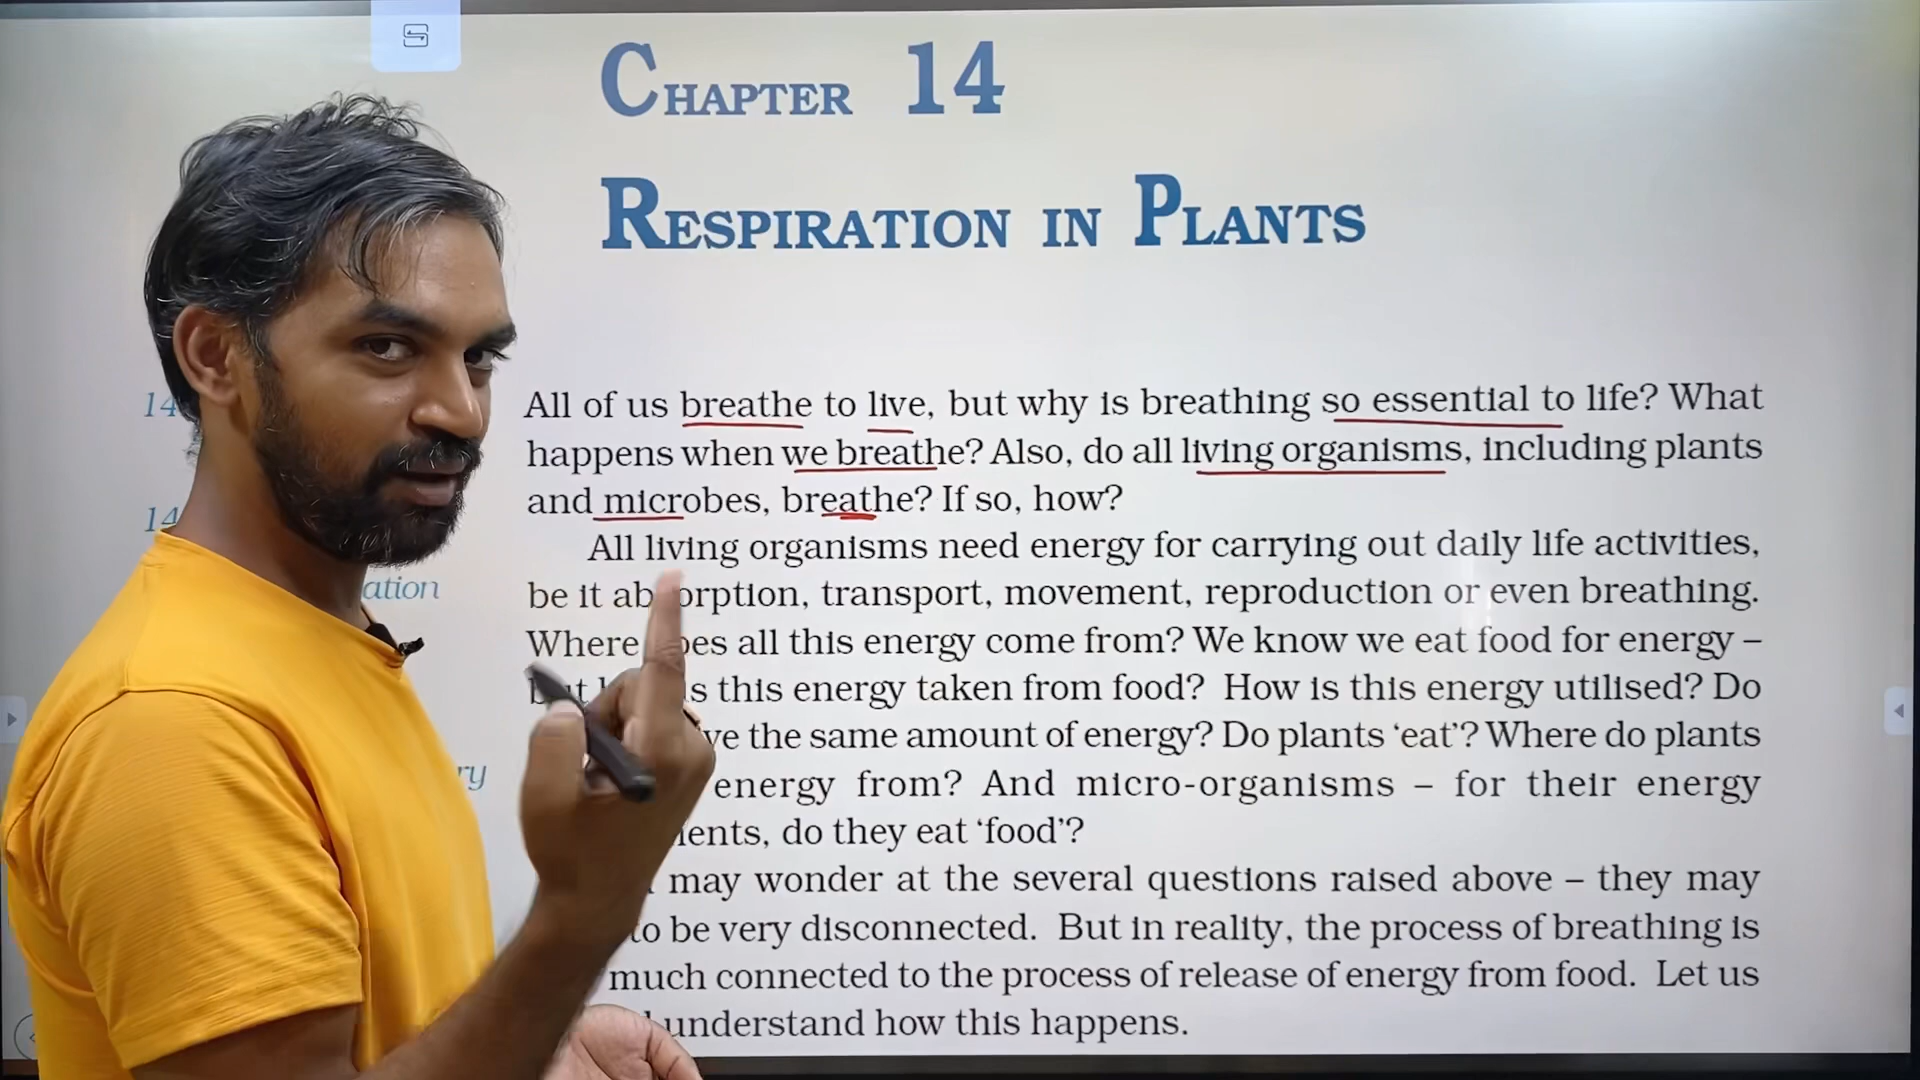 CHAPTER 14
RESPIRATION IN PLANTS
14
All of us breathe to live, but why is breathing so essential to life? What
happens when we breathe? Also, do all living organisms, including plants
and microbes, breathe? If so, how?
14
All living organisms need energy for carrying out daily life activities,
ation
be it orption, transport, movement, reproduction or even breathing.
Where es all this energy come from? We know we eat food for energy –
s this energy taken from food? How is this energy utilised? Do
ve the same amount of energy? Do plants ‘eat’? Where do plants
ry
energy from? And micro-organisms – for their energy
ents, do they eat ‘food’?
may wonder at the several questions raised above – they may
to be very disconnected. But in reality, the process of breathing is
much connected to the process of release of energy from food. Let us
understand how this happens.